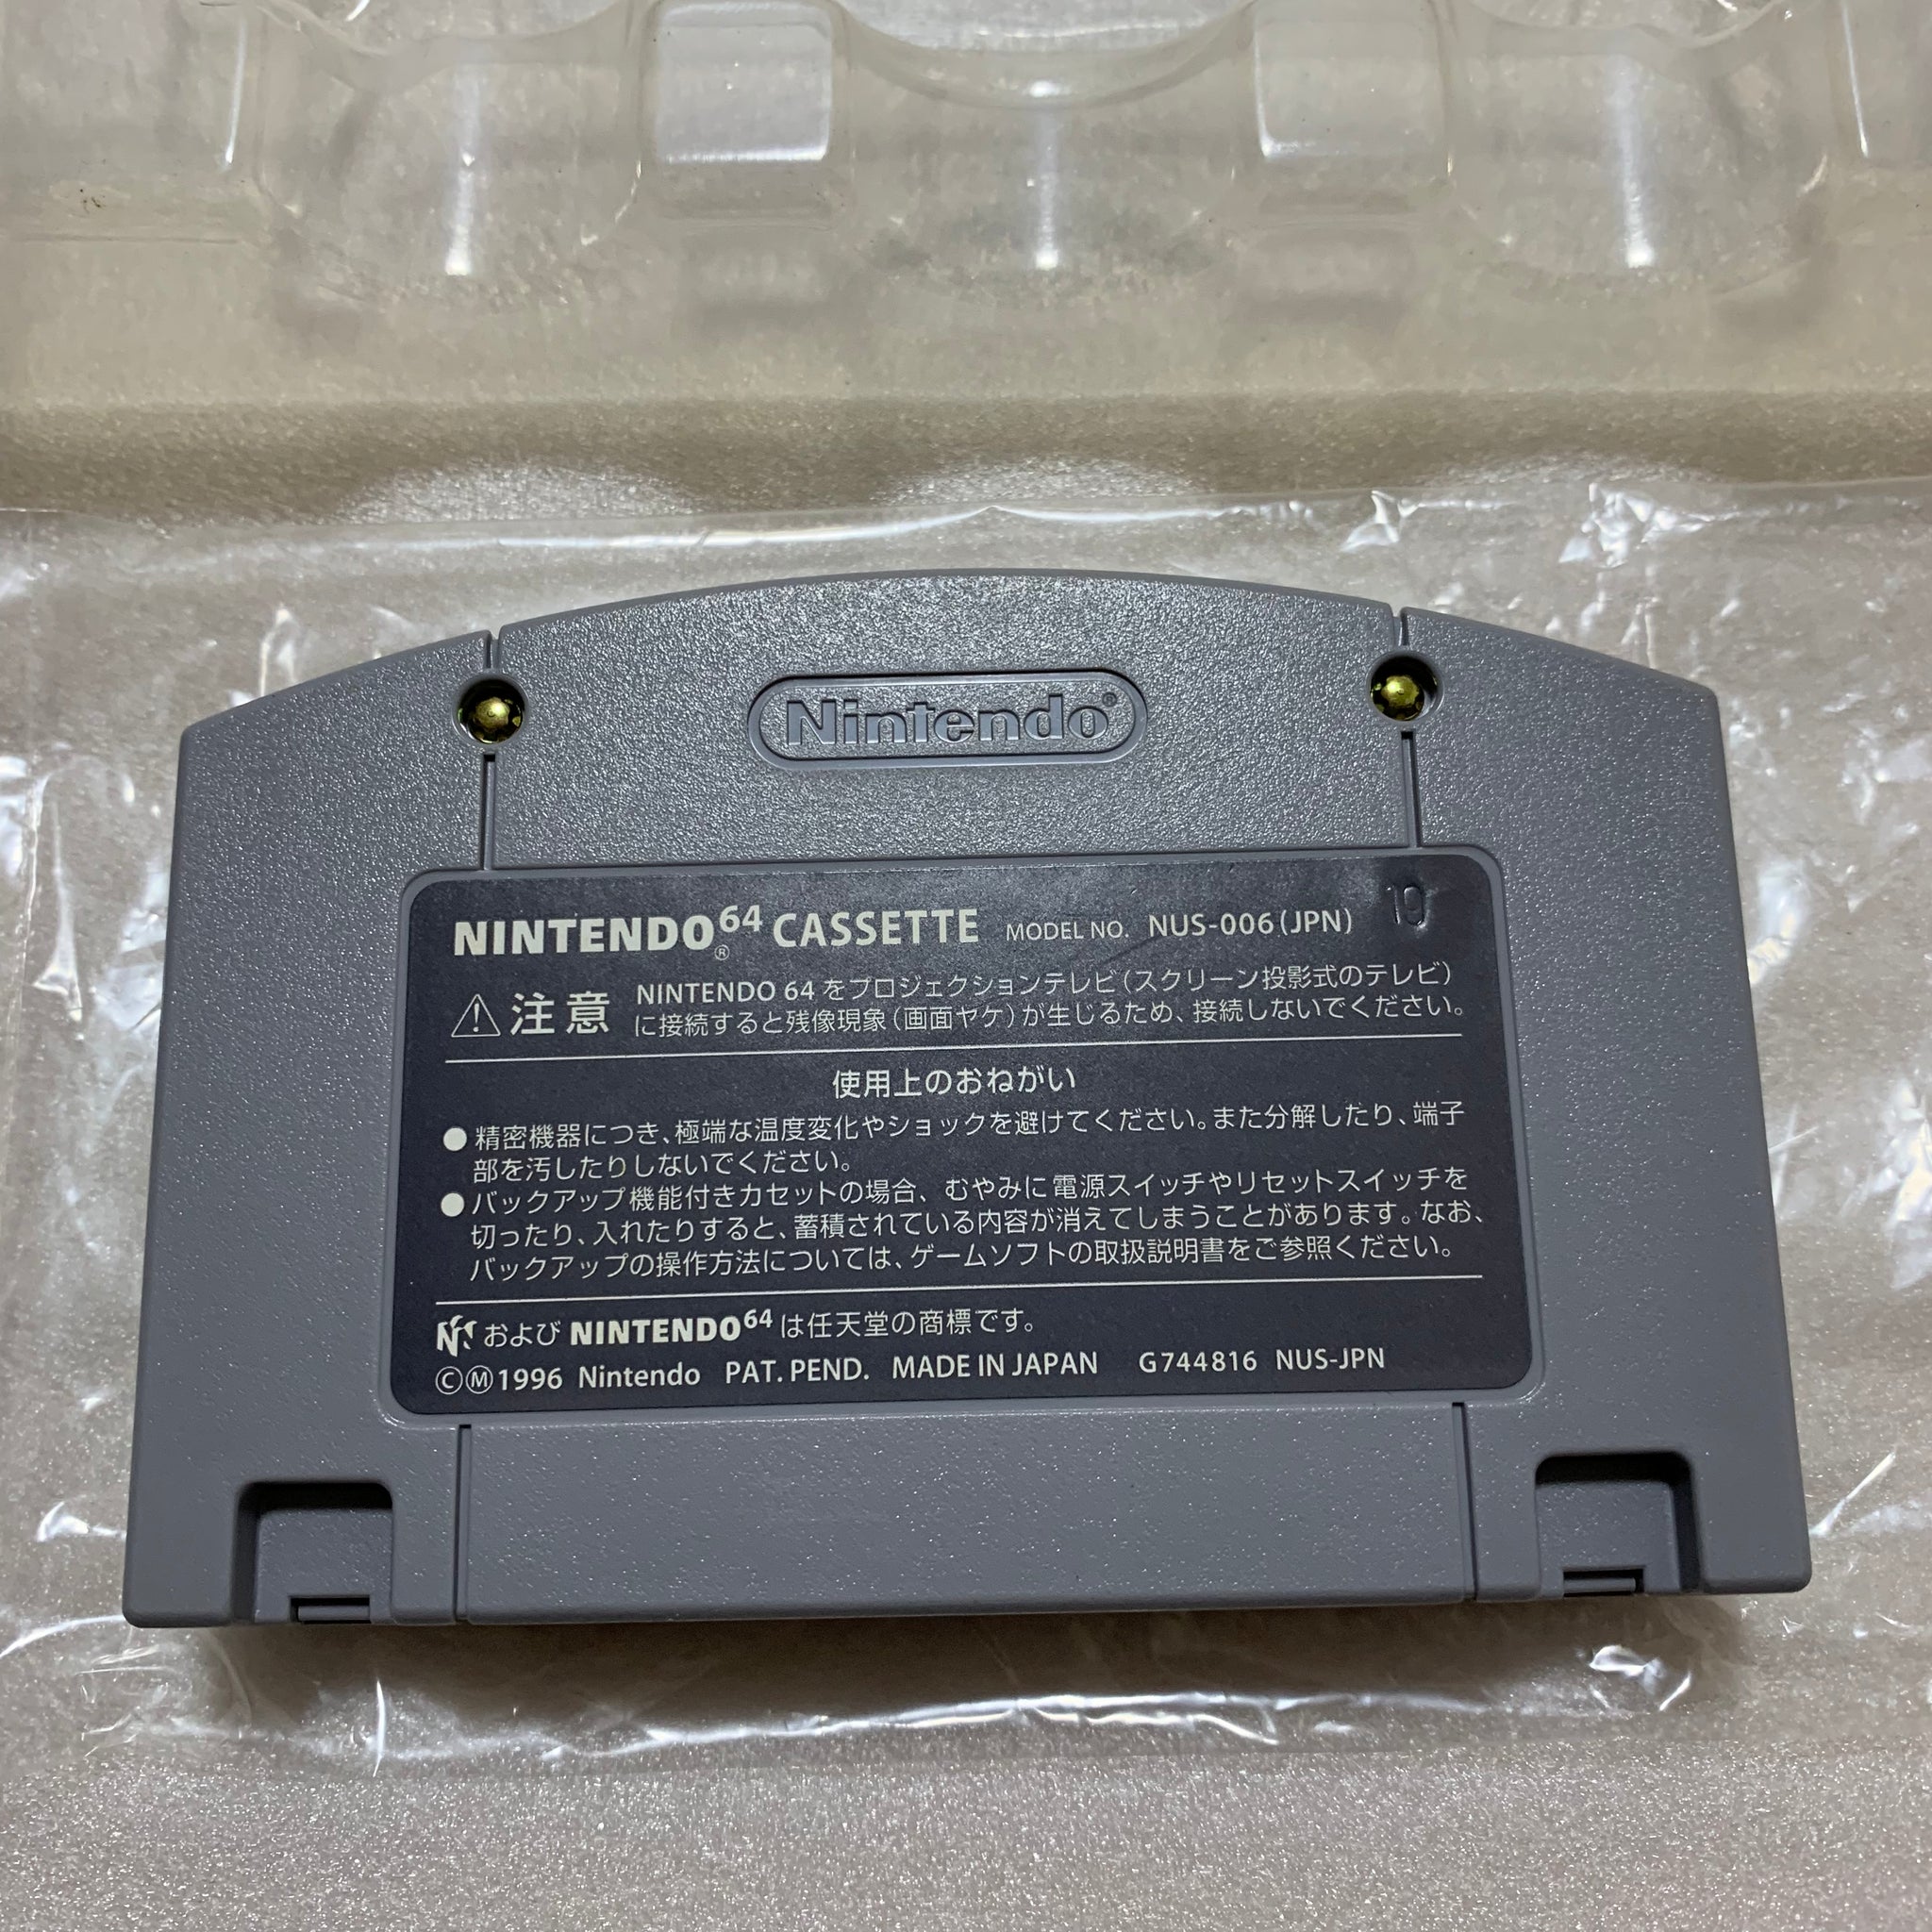 Nintendo®
NINTENDO64® CASSETTE MODEL NO. NUS-006(JPN) 10
⚠注意 NINTENDO 64 をプロジェクションテレビ(スクリーン投影式のテレビ)
に接続すると残像現象(画面ヤケ)が生じるため、接続しないでください。
使用上のおねがい
●精密機器につき、極端な温度変化やショックを避けてください。また分解したり、端子
部を汚したりしないでください。
●バックアップ機能付きカセットの場合、むやみに電源スイッチやリセットスイッチを
切ったり、入れたりすると、蓄積されている内容が消えてしまうことがあります。なお、
バックアップの操作方法については、ゲームソフトの取扱説明書をご参照ください。
N および NINTENDO64 は任天堂の商標です。
ⒸⓂ1996 Nintendo PAT. PEND. MADE IN JAPAN G744816 NUS-JPN